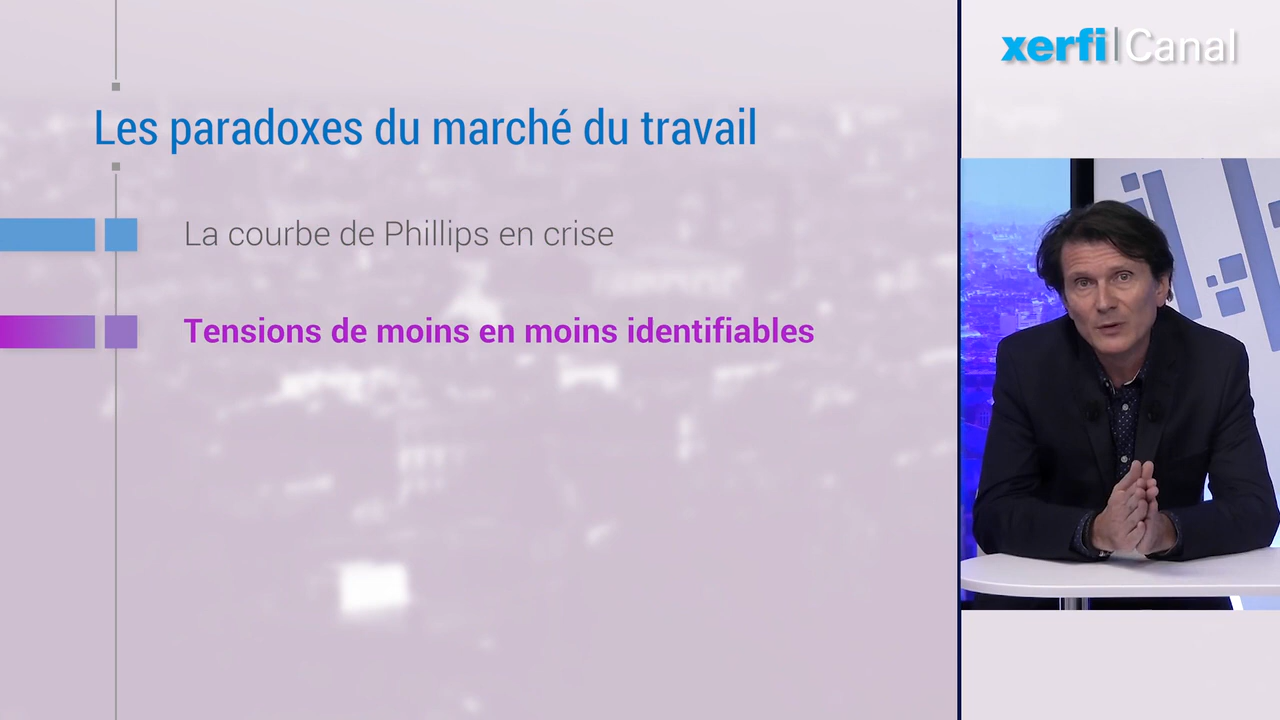 xerfi|Canal
Les paradoxes du marché du travail
La courbe de Phillips en crise
Tensions de moins en moins identifiables